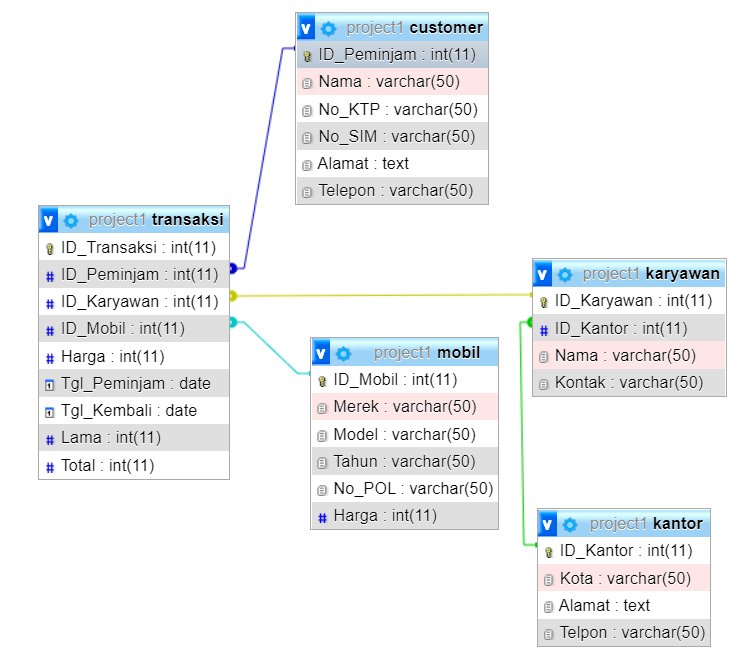 project1 customer
ID_Peminjam : int(11)
Nama : varchar(50)
No_KTP : varchar(50)
No_SIM : varchar(50)
Alamat : text
Telepon : varchar(50)
project1 transaksi
ID_Transaksi : int(11)
ID_Peminjam : int(11)
ID_Karyawan : int(11)
ID_Mobil : int(11)
Harga : int(11)
Tgl_Peminjam : date
Tgl_Kembali : date
Lama : int(11)
Total : int(11)
project1 karyawan
ID_Karyawan : int(11)
ID_Kantor : int(11)
Nama : varchar(50)
Kontak : varchar(50)
project1 mobil
ID_Mobil : int(11)
Merek : varchar(50)
Model : varchar(50)
Tahun : varchar(50)
No_POL : varchar(50)
Harga : int(11)
project1 kantor
ID_Kantor : int(11)
Kota : varchar(50)
Alamat : text
Telpon : varchar(50)